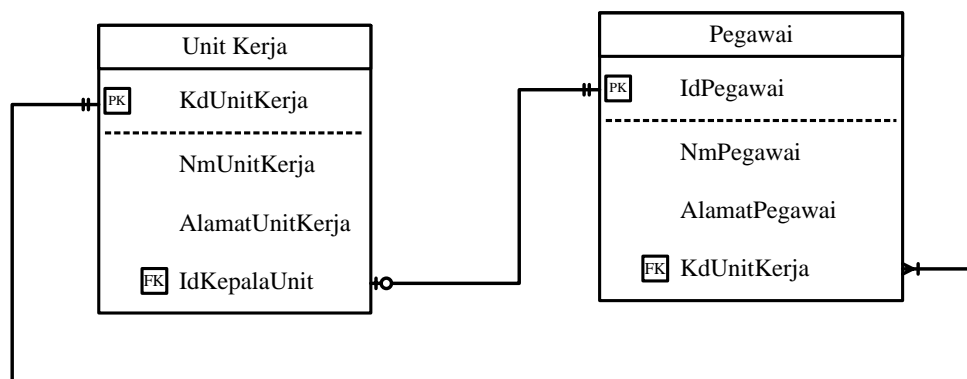 Unit Kerja
PK KdUnitKerja
NmUnitKerja
AlamatUnitKerja
FK IdKepalaUnit
Pegawai
PK IdPegawai
NmPegawai
AlamatPegawai
FK KdUnitKerja